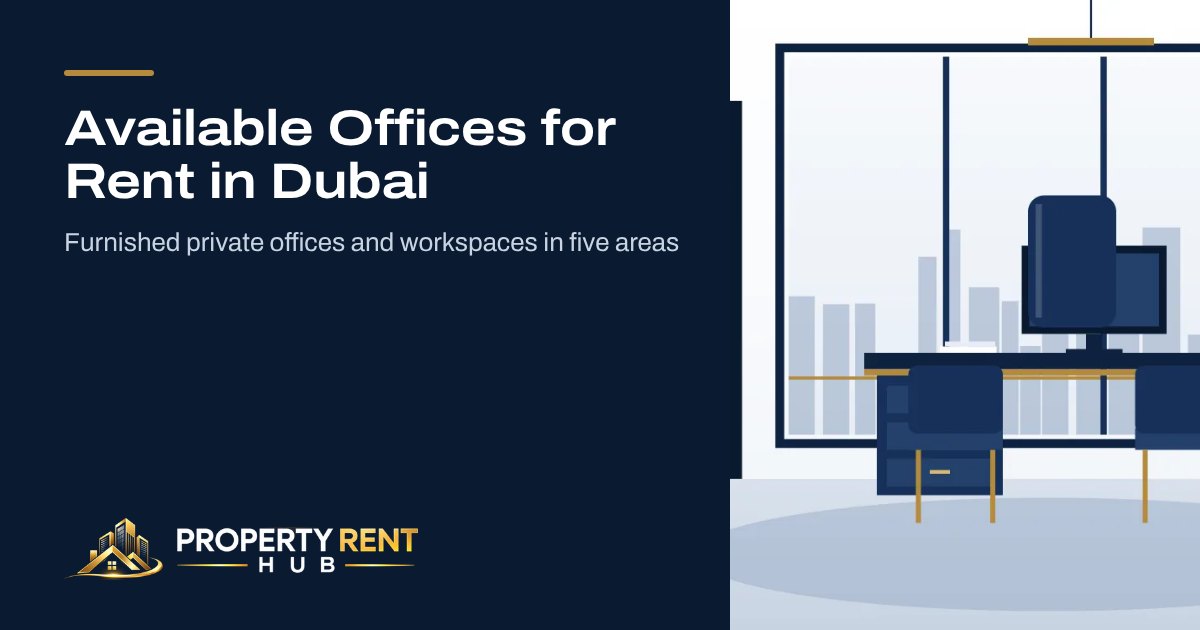 Available Offices for
Rent in Dubai
Furnished private offices and workspaces in five areas
PROPERTY RENT
HUB